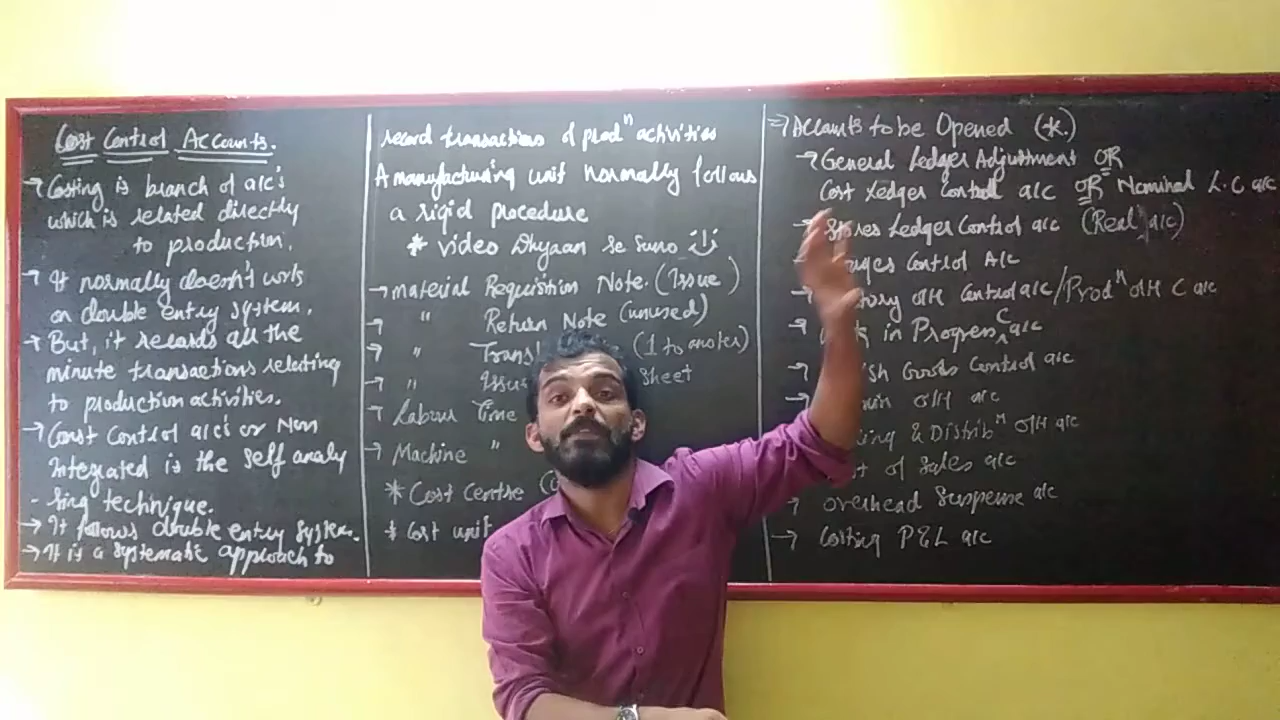 Cost Control Accounts.
→ Costing is branch of a/c's
which is related directly
to production.
→ It normally doesn't work
on double entry system.
→ But, it records all the
minute transactions relating
to production activities.
→ Const Control a/c's or Non
Integrated is the self analy
- sing technique.
→ It follows double entry system.
→ It is a systematic approach to
record transactions of prodⁿ activities
A manufacturing unit normally follows
a rigid procedure
* video Dhyaan se Suno
→ Material Requisition Note. (Issue)
→ " Return Note (unused)
→ " (1 to anoter)
→ " Sheet
→ Labour Time
→ Machine "
* Cost Centre
* Cost unit
⇒ Accounts to be Opened (*.)
→ General Ledger Adjustment OR
Cost Ledger Control a/c OR Nominal L.C a/c
→ Stores Ledger Control a/c (Real a/c)
Control A/c
→ O/H Control a/c/Prodⁿ O/H C a/c
→ in Progress C a/c
→ Goods Control a/c
→ O/H a/c
& Distribⁿ O/H a/c
of Sales a/c
→ Overhead Suspense a/c
→ Costing P&L a/c